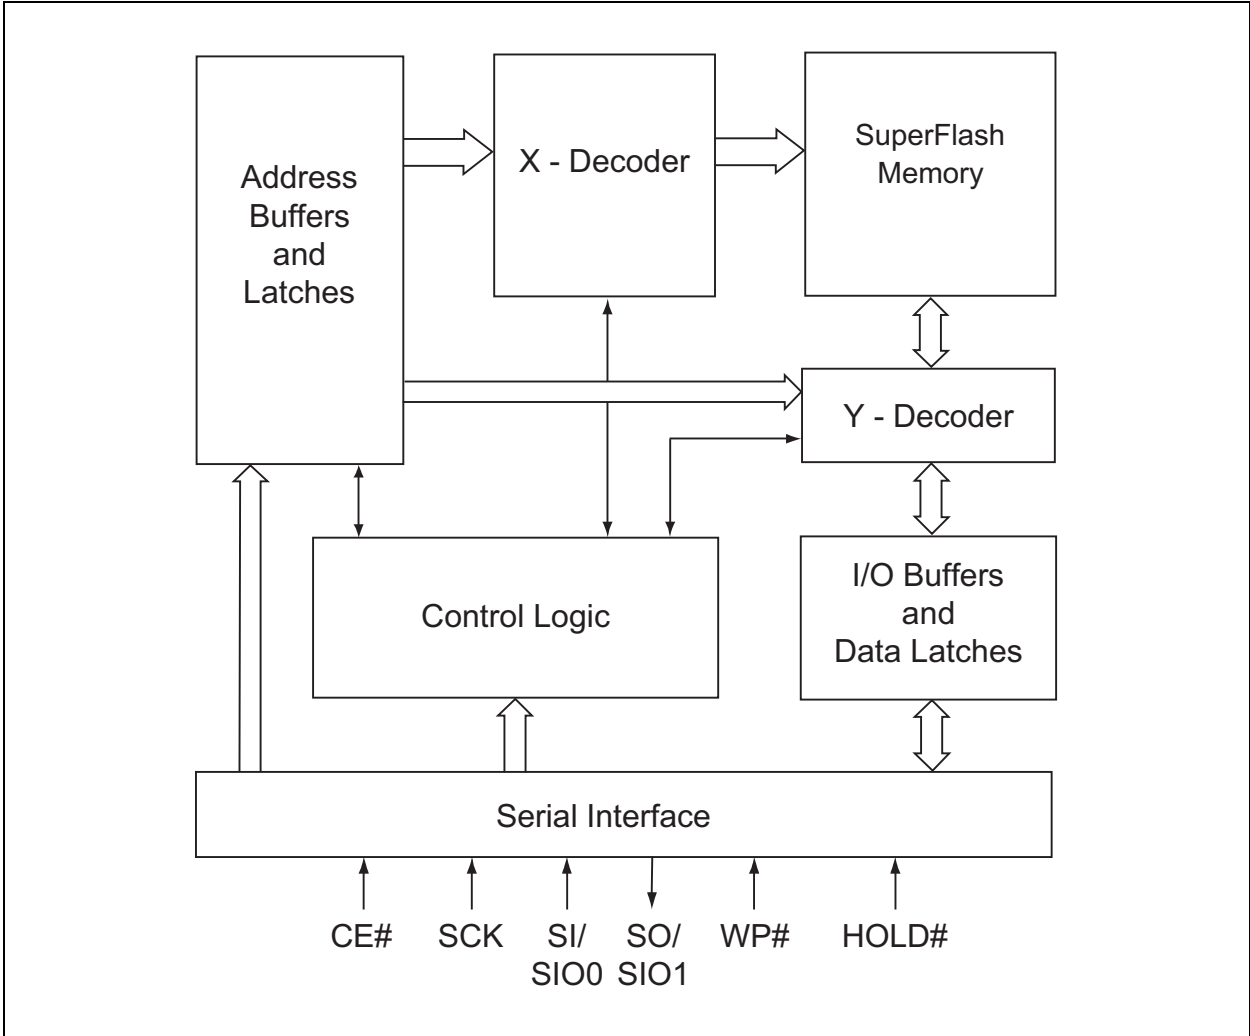 Address
Buffers
and
Latches
X - Decoder
SuperFlash
Memory
Y - Decoder
Control Logic
I/O Buffers
and
Data Latches
Serial Interface
CE#
SCK
SI/
SIO0
SO/
SIO1
WP#
HOLD#